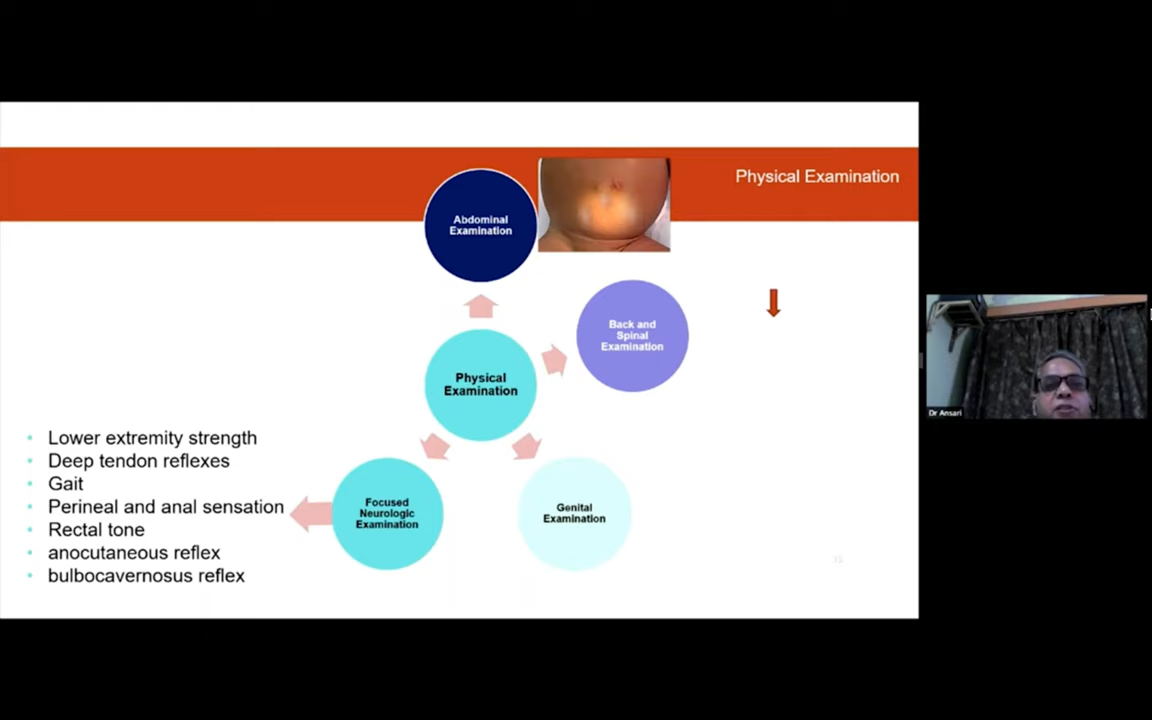 Physical Examination
Abdominal
Examination
Back and
Spinal
Examination
Physical
Examination
Focused
Neurologic
Examination
Genital
Examination
• Lower extremity strength
• Deep tendon reflexes
• Gait
• Perineal and anal sensation
• Rectal tone
• anocutaneous reflex
• bulbocavernosus reflex
Dr Ansari